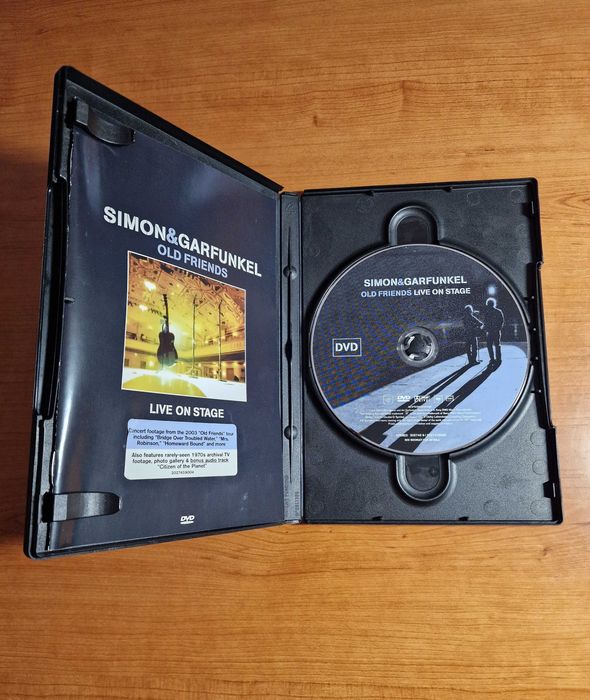 SIMON&GARFUNKEL
OLD FRIENDS
LIVE ON STAGE
Concert footage from the 2003 "Old Friends" tour
including "Bridge Over Troubled Water," "Mrs.
Robinson," "Homeward Bound" and more
Also features rarely-seen 1970s archival TV
footage, photo gallery & bonus audio track
"Citizen of the Planet"
DVD
SIMON&GARFUNKEL
OLD FRIENDS LIVE ON STAGE
DVD
DVD